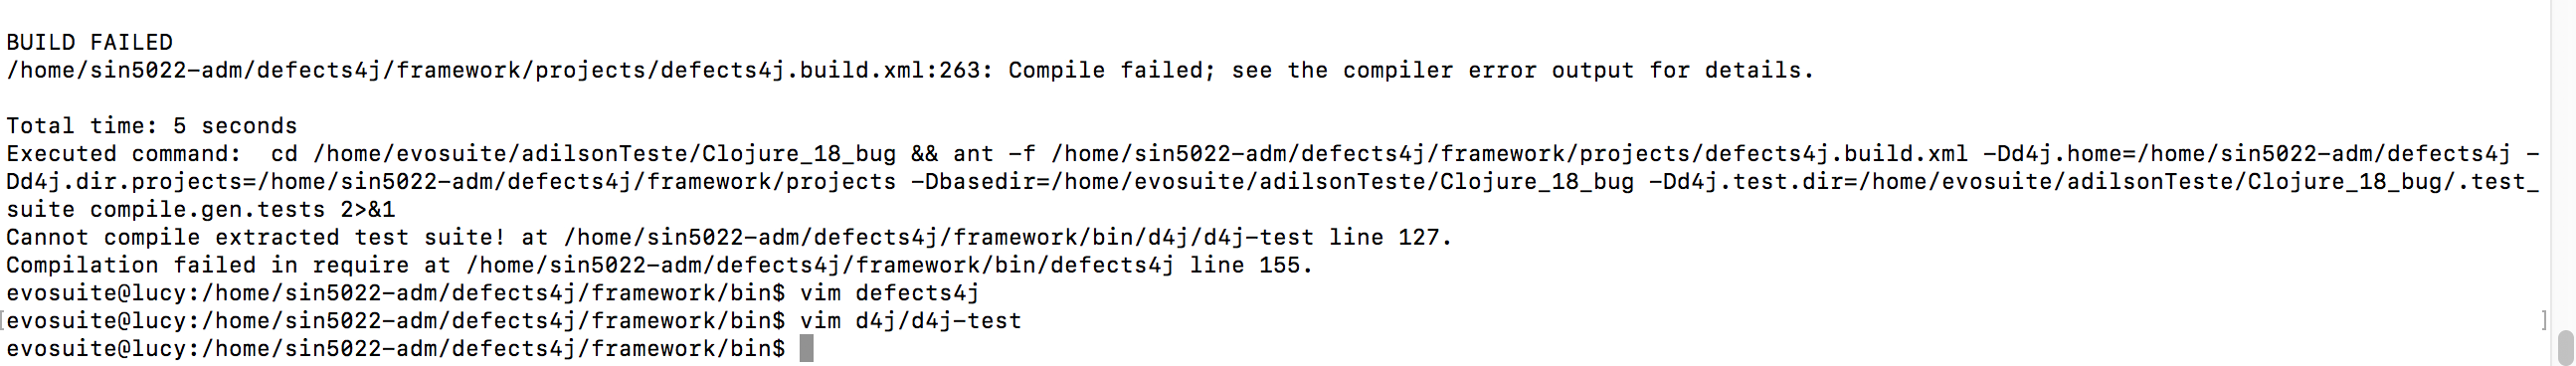 BUILD FAILED
/home/sin5022-adm/defects4j/framework/projects/defects4j.build.xml:263: Compile failed; see the compiler error output for details.
Total time: 5 seconds
Executed command:  cd /home/evosuite/adilsonTeste/Clojure_18_bug && ant -f /home/sin5022-adm/defects4j/framework/projects/defects4j.build.xml -Dd4j.home=/home/sin5022-adm/defects4j -
Dd4j.dir.projects=/home/sin5022-adm/defects4j/framework/projects -Dbasedir=/home/evosuite/adilsonTeste/Clojure_18_bug -Dd4j.test.dir=/home/evosuite/adilsonTeste/Clojure_18_bug/.test_
suite compile.gen.tests 2>&1
Cannot compile extracted test suite! at /home/sin5022-adm/defects4j/framework/bin/d4j/d4j-test line 127.
Compilation failed in require at /home/sin5022-adm/defects4j/framework/bin/defects4j line 155.
evosuite@lucy:/home/sin5022-adm/defects4j/framework/bin$ vim defects4j
[evosuite@lucy:/home/sin5022-adm/defects4j/framework/bin$ vim d4j/d4j-test ]
evosuite@lucy:/home/sin5022-adm/defects4j/framework/bin$